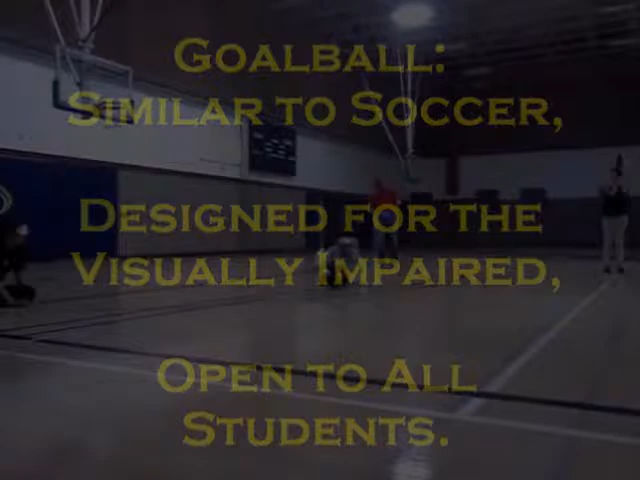 Goalball:
Similar to Soccer,
Designed for the
Visually Impaired,
Open to All
Students.